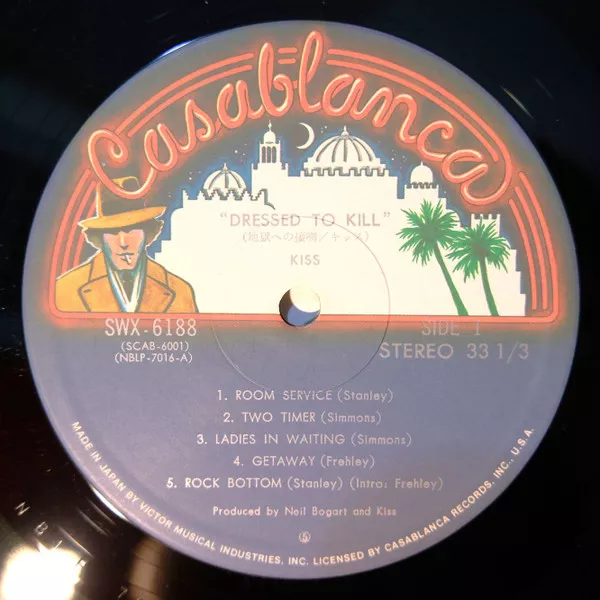 Casablanca
"DRESSED TO KILL"
(地獄への接吻/キッス)
KISS
SWX-6188
(SCAB-6001)
(NBLP-7016-A)
SIDE 1
STEREO 33 1/3
1. ROOM SERVICE (Stanley)
2. TWO TIMER (Simmons)
3. LADIES IN WAITING (Simmons)
4. GETAWAY (Frehley)
5. ROCK BOTTOM (Stanley) (Intro: Frehley)
Produced by Neil Bogart and Kiss
MADE IN JAPAN BY VICTOR MUSICAL INDUSTRIES, INC. LICENSED BY CASABLANCA RECORDS, INC., U.S.A.